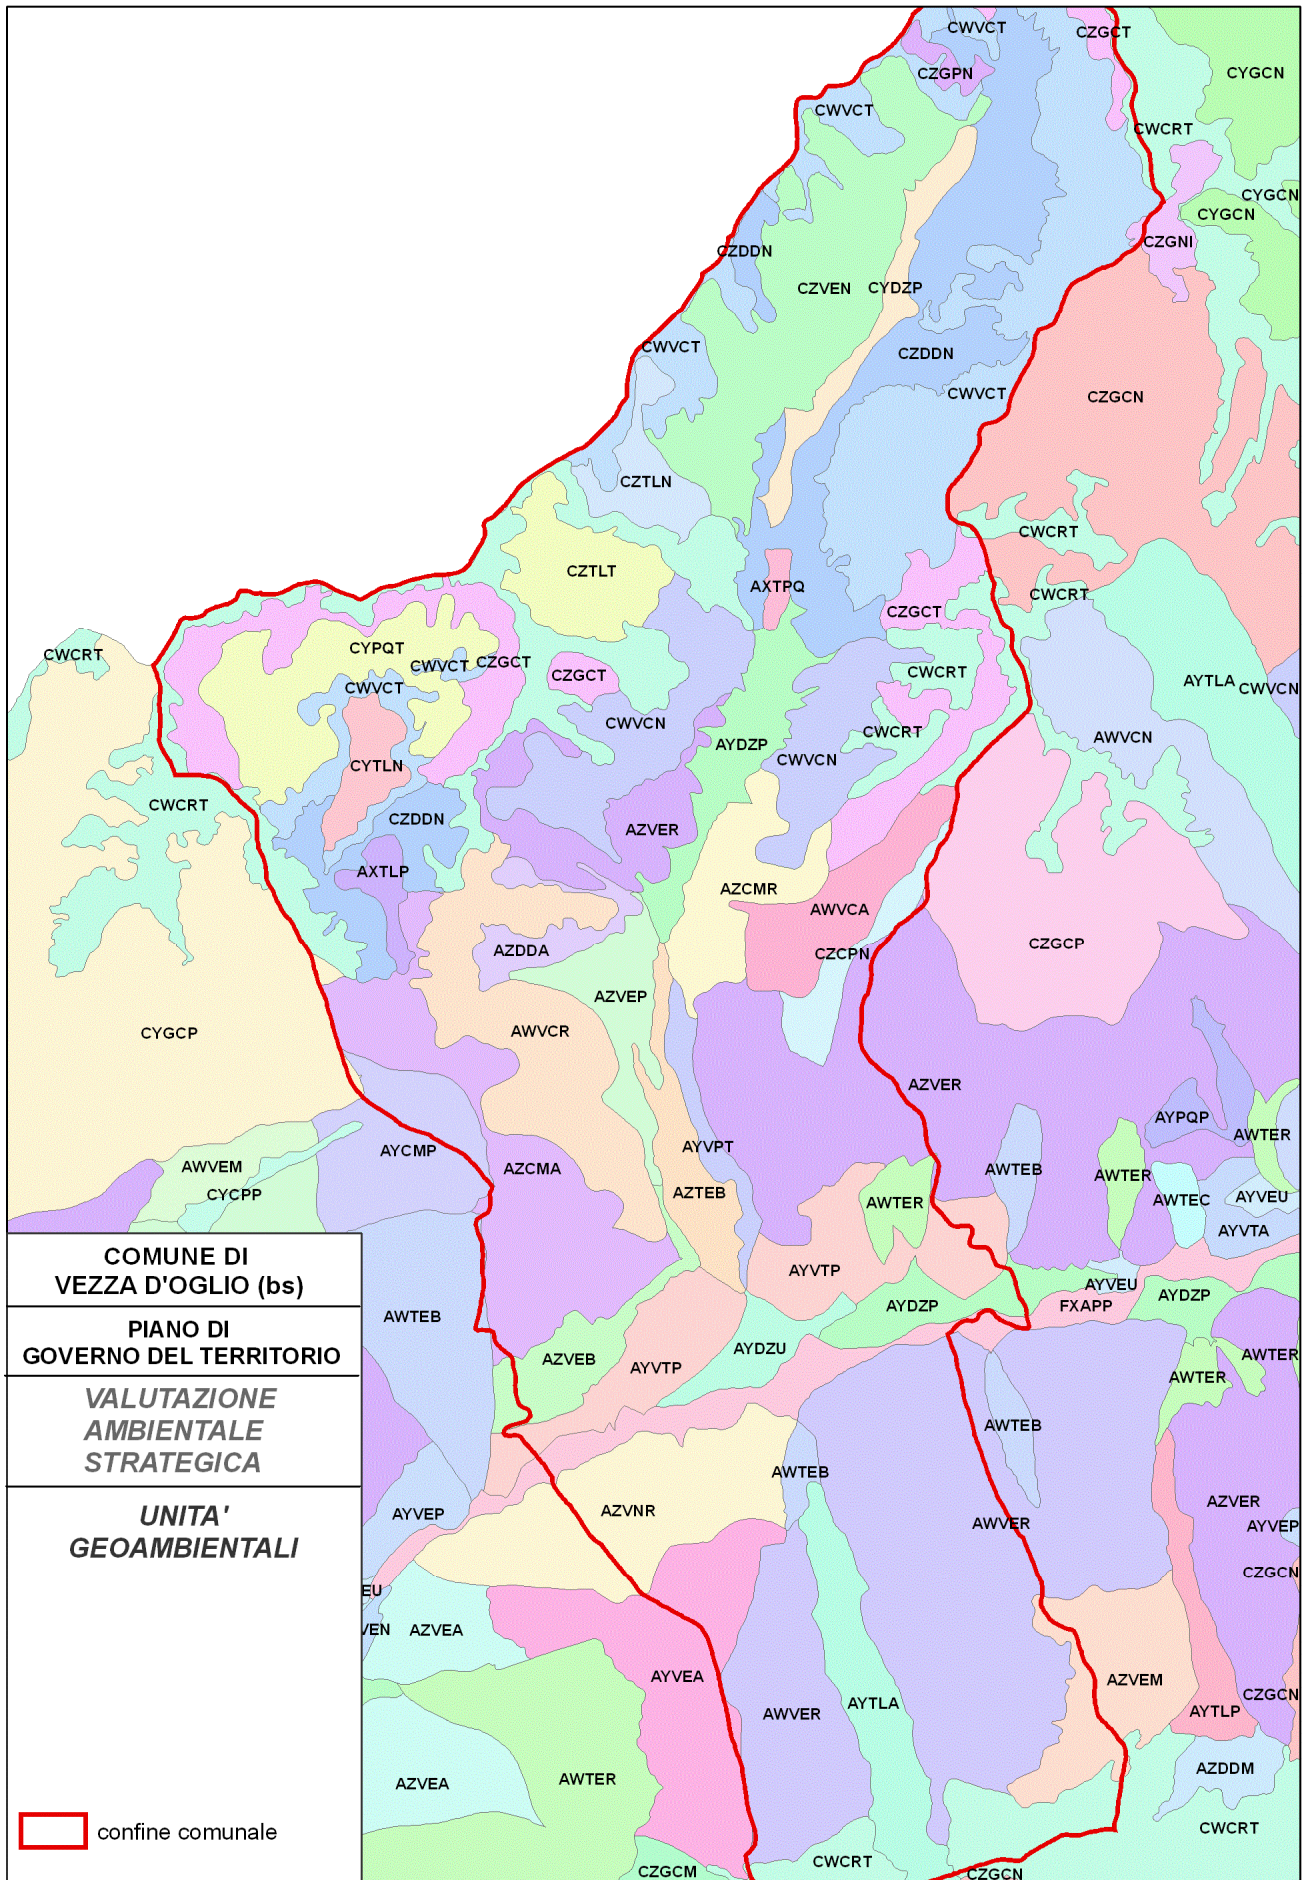 CWVCT
CZGCT
CZGPN
CYGCN
CWVCT
CWCRT
CYGCN
CYGCN
CZGNI
CZDDN
CZVEN
CYDZP
CWVCT
CZDDN
CWVCT
CZGCN
CZTLN
CWCRT
CZTLT
AXTPQ
CWCRT
CZGCT
CWCRT
CYPQT
CWVCT
CZGCT
CWVCT
CZGCT
CWCRT
AYTLA
CWVCN
CWVCN
CWCRT
AWVCN
AYDZP
CWVCN
CYTLN
CWCRT
CZDDN
AZVER
AXTLP
AZCMR
AWVCA
CZGCP
AZDDA
CZCPN
AZVEP
CYGCP
AWVCR
AZVER
AYPQP
AWTER
AYCMP
AYVPT
AWVEM
AZCMA
AWTEB
AWTER
CYCPP
AZTEB
AWTER
AWTEC
AYVEU
AYVTA
COMUNE DI
VEZZA D'OGLIO (bs)
AYVTP
AYVEU
AYDZP
AYDZP
FXAPP
AWTEB
PIANO DI
GOVERNO DEL TERRITORIO
AYDZU
AWTER
AZVEB
AYVTP
AWTER
VALUTAZIONE
AMBIENTALE
STRATEGICA
AWTEB
AWTEB
UNITA'
GEOAMBIENTALI
AYVEP
AZVNR
AZVER
AWVER
AYVEP
CZGCN
EU
VEN
AZVEA
AYVEA
AZVEM
CZGCN
AYTLA
AWVER
AYTLP
AZVEA
AWTER
AZDDM
confine comunale
CWCRT
CWCRT
CZGCM
CZGCN